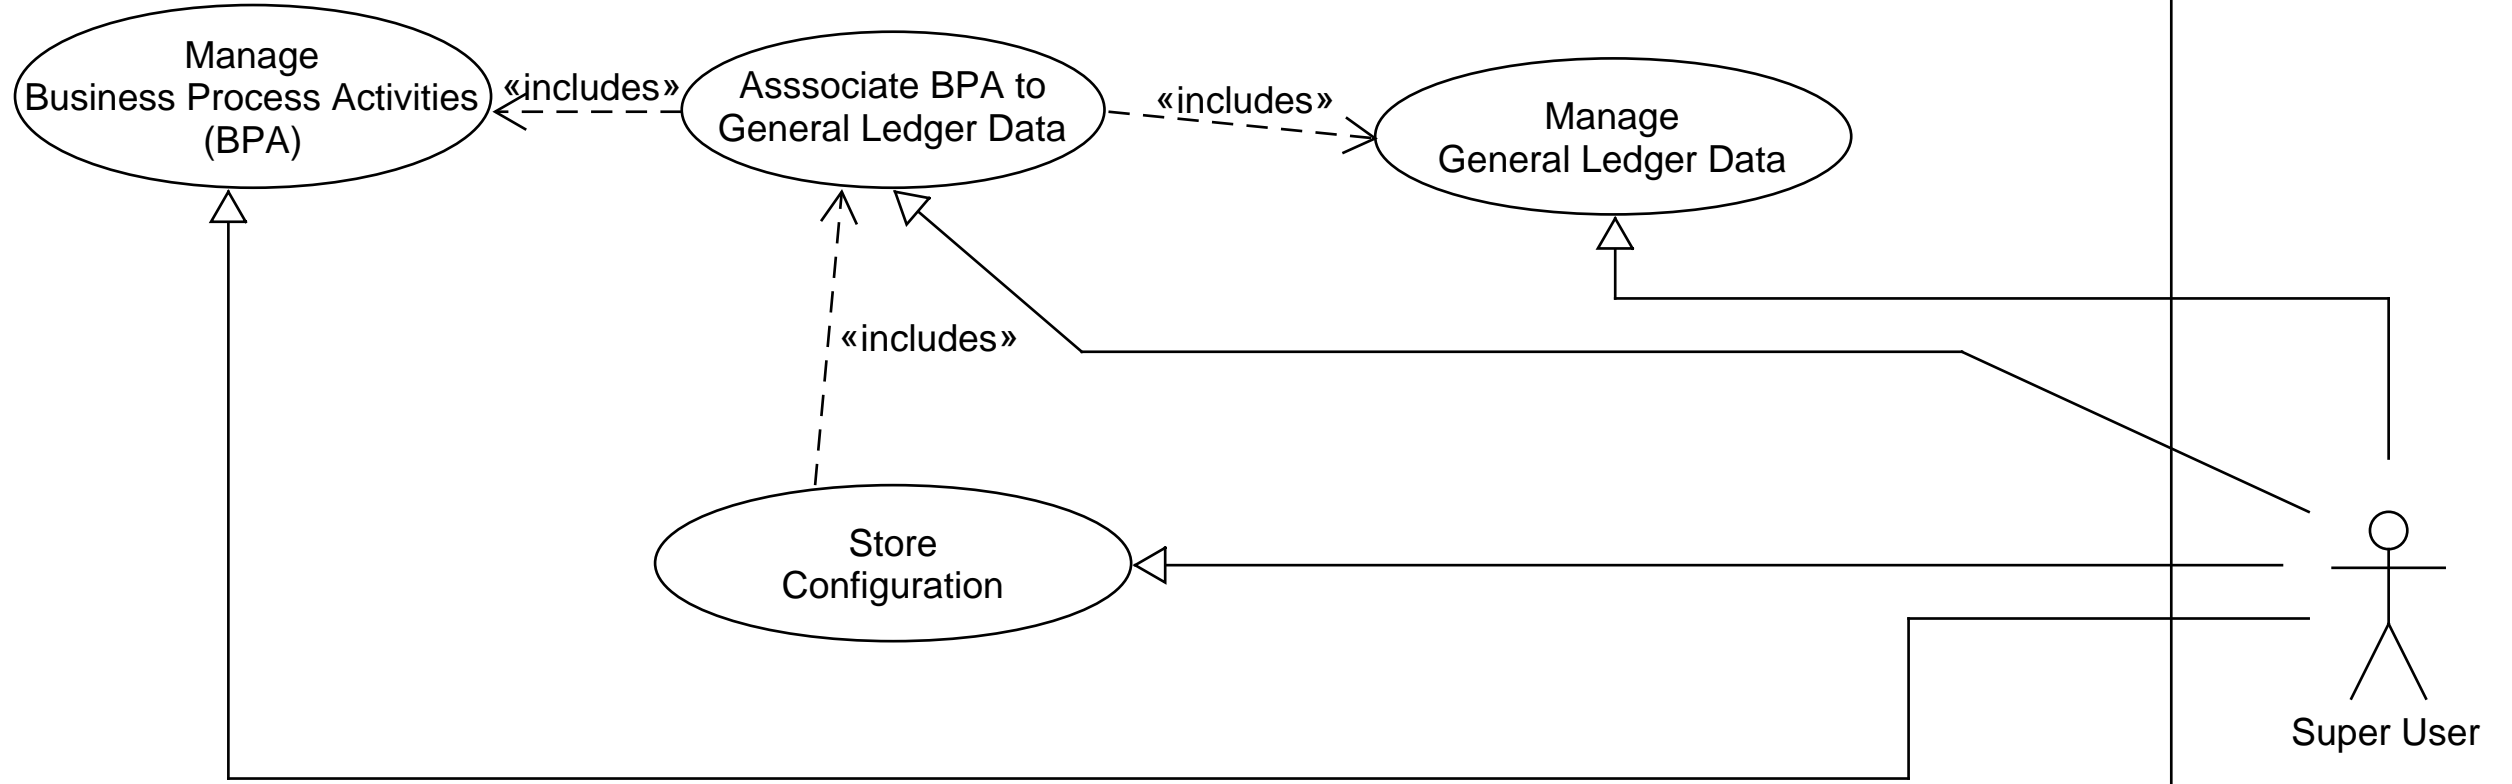 Manage
Business Process Activities
(BPA)
«includes»
Asssociate BPA to
General Ledger Data
«includes»
Manage
General Ledger Data
«includes»
Store
Configuration
Super User